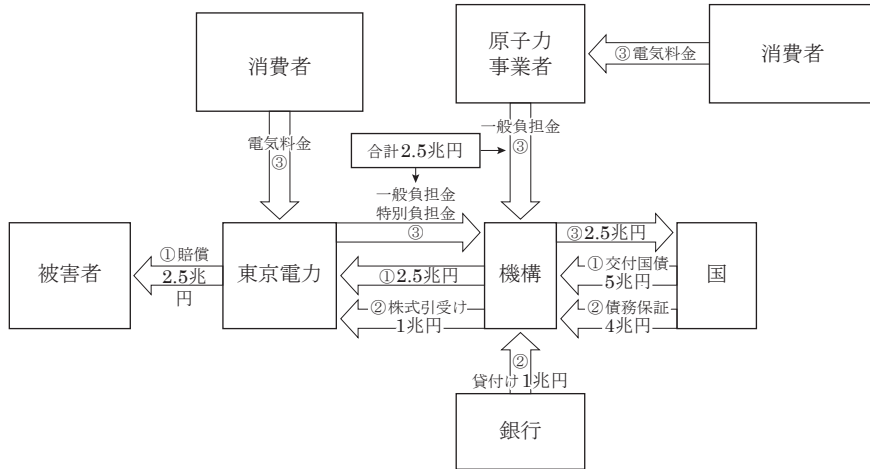 消費者
原子力
事業者
③電気料金
消費者
電気料金
③
合計2.5兆円
一般負担金
③
一般負担金
特別負担金
③
被害者
①賠償
2.5兆
円
東京電力
①2.5兆円
②株式引受け
1兆円
機構
③2.5兆円
①交付国債
5兆円
②債務保証
4兆円
国
②
貸付け1兆円
銀行